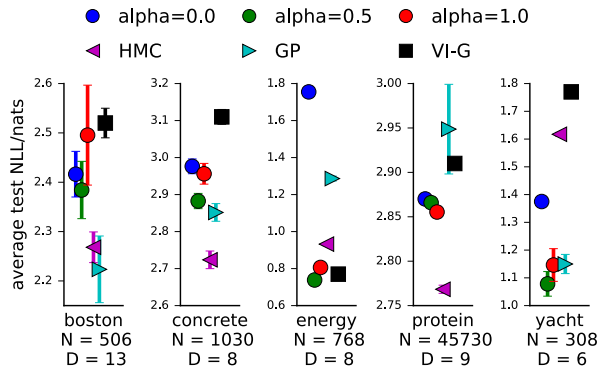 alpha=0.0 alpha=0.5 alpha=1.0
HMC GP VI-G
average test NLL/nats
2.6
2.5
2.4
2.3
2.2
boston
N = 506
D = 13
3.2
3.1
3.0
2.9
2.8
2.7
2.6
concrete
N = 1030
D = 8
1.8
1.6
1.4
1.2
1.0
0.8
0.6
energy
N = 768
D = 8
3.00
2.95
2.90
2.85
2.80
2.75
protein
N = 45730
D = 9
1.8
1.7
1.6
1.5
1.4
1.3
1.2
1.1
1.0
yacht
N = 308
D = 6